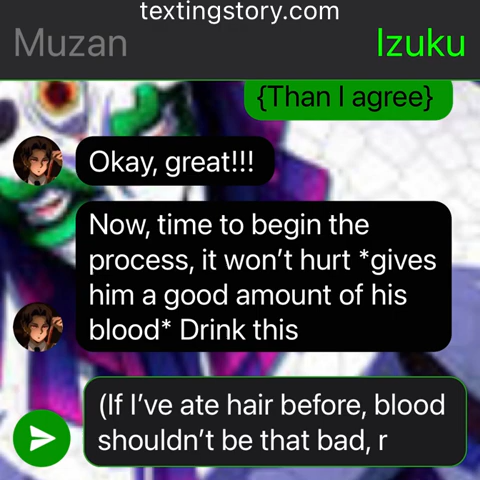 textingstory.com
Muzan
Izuku
{Than I agree}
Okay, great!!!
Now, time to begin the
process, it won’t hurt *gives
him a good amount of his
blood* Drink this
(If I’ve ate hair before, blood
shouldn’t be that bad, r